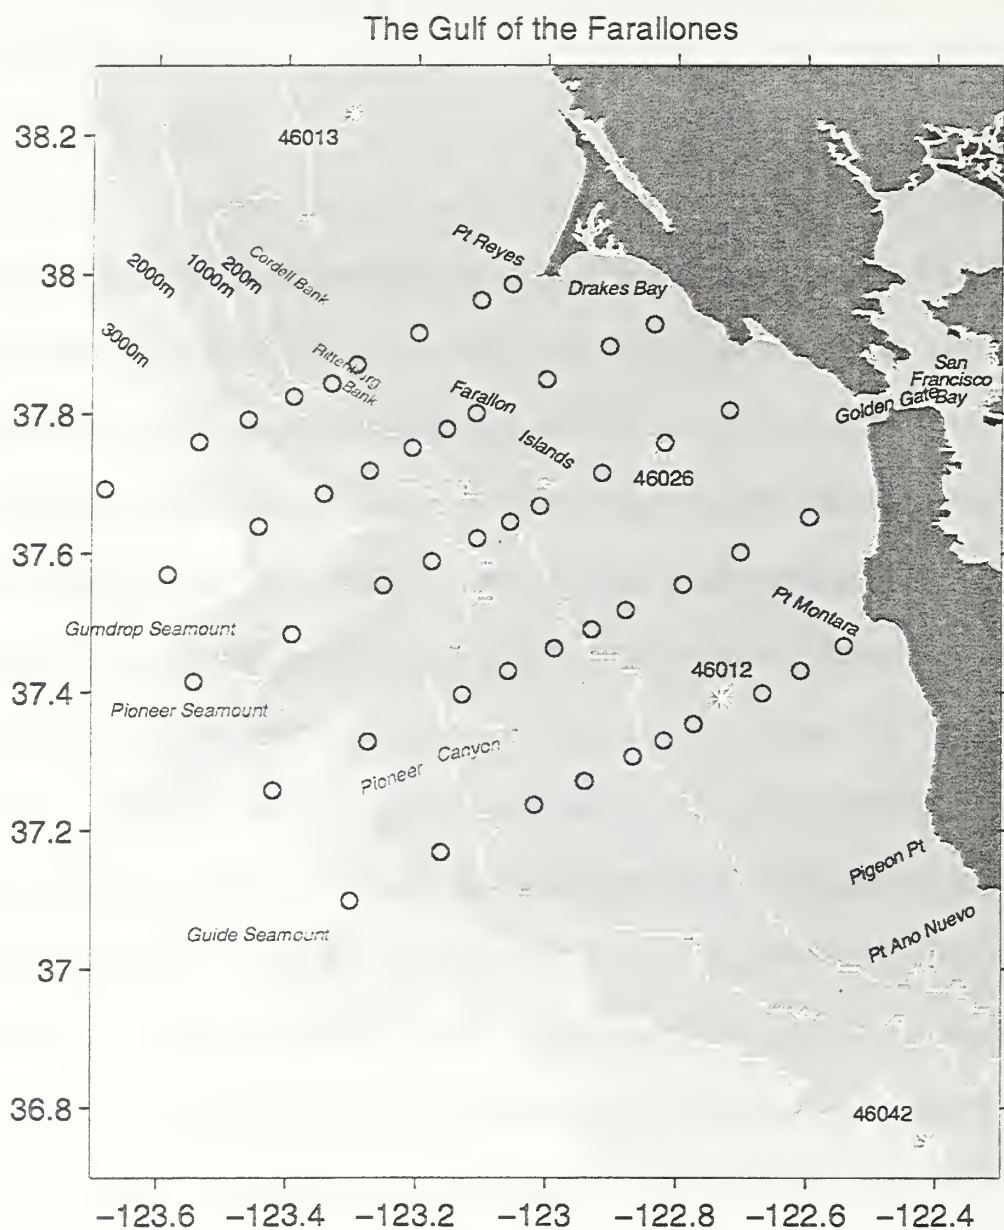 The Gulf of the Farallones
38.2
46013
Pt Reyes
38
Cordell Bank
200m
1000m
2000m
Drakes Bay
3000m
Rittenburg
Bank
San
Francisco
Bay
37.8
Farallon
Golden Gate
Islands
46026
37.6
Gumdrop Seamount
Pt Montara
37.4
46012
Pioneer Seamount
Pioneer Canyon
37.2
Pigeon Pt
Guide Seamount
Pt Ano Nuevo
37
36.8
46042
−123.6 −123.4 −123.2 −123 −122.8 −122.6 −122.4